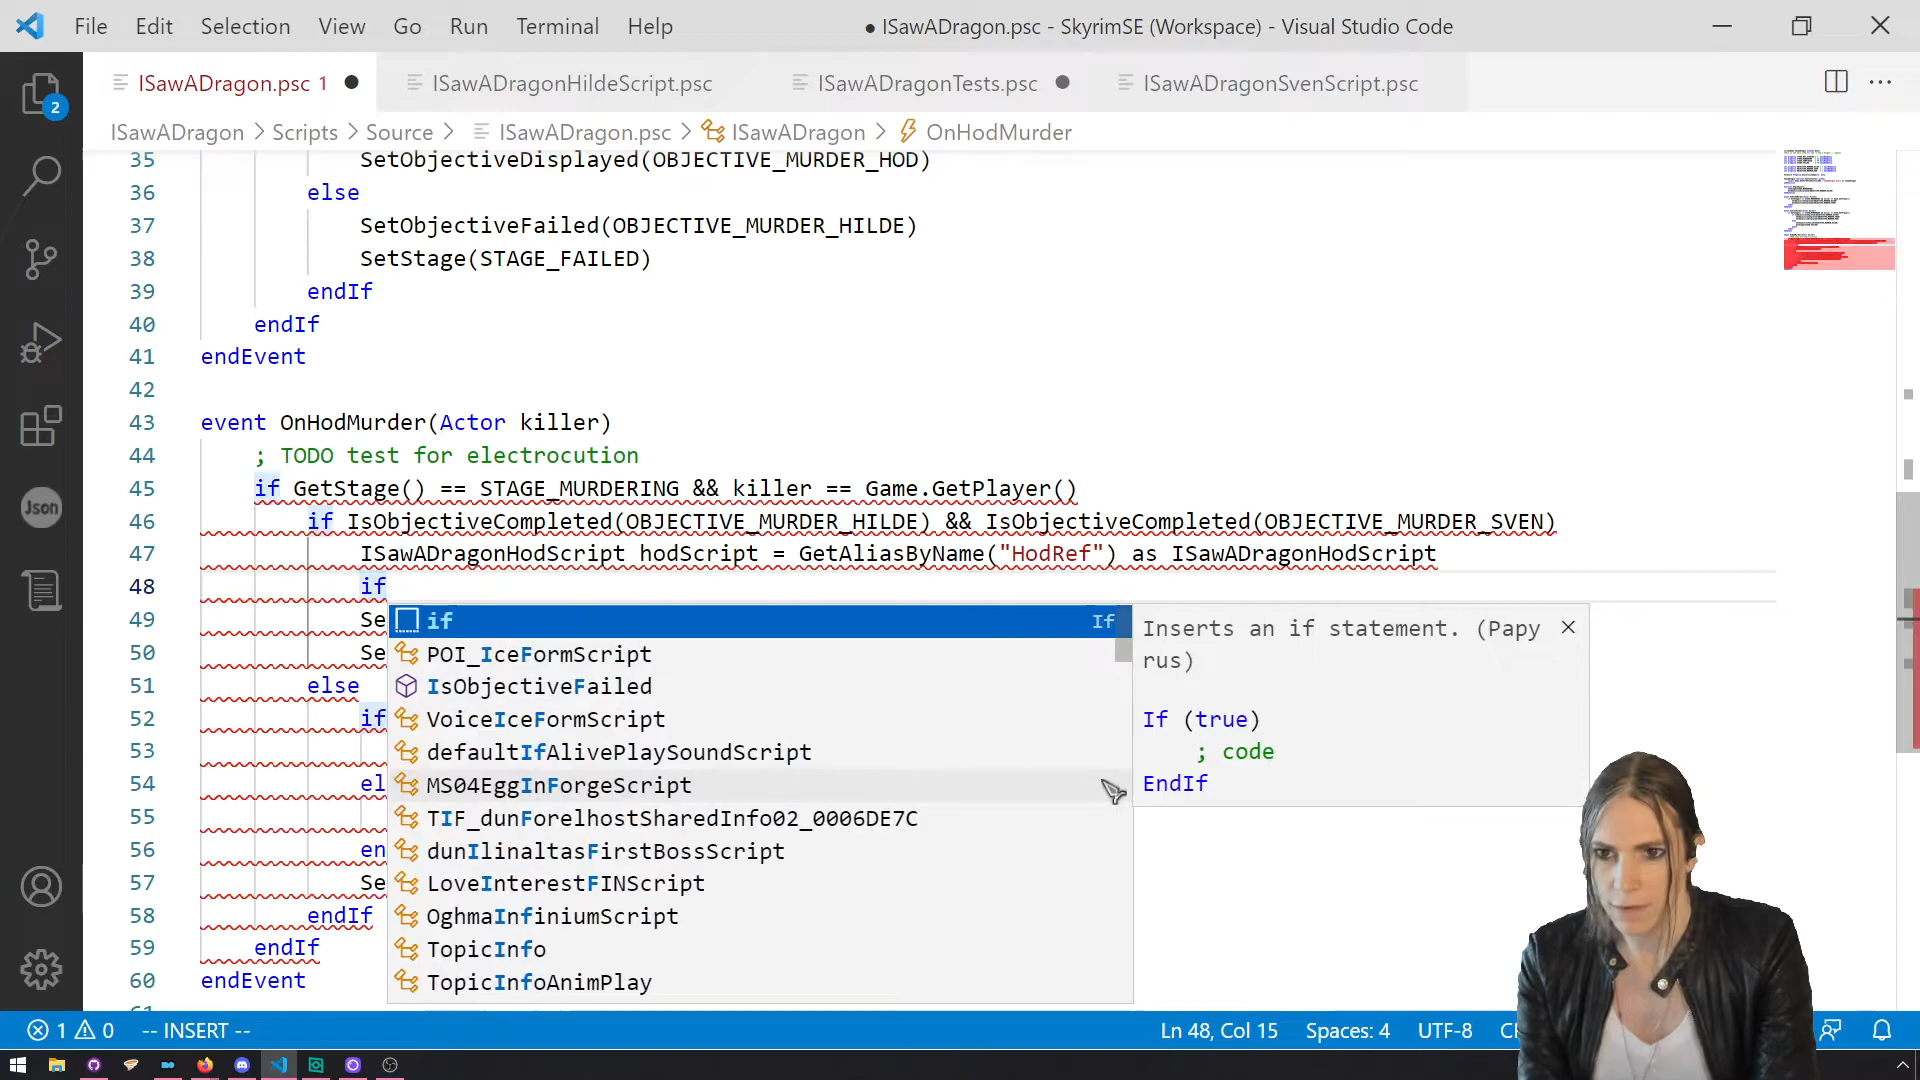 File Edit Selection View Go Run Terminal Help
● ISawADragon.psc - SkyrimSE (Workspace) - Visual Studio Code
ISawADragon.psc 1
ISawADragonHildeScript.psc
ISawADragonTests.psc
ISawADragonSvenScript.psc
2
ISawADragon > Scripts > Source > ISawADragon.psc > ISawADragon > OnHodMurder
35 SetObjectiveDisplayed(OBJECTIVE_MURDER_HOD)
36 else
37 SetObjectiveFailed(OBJECTIVE_MURDER_HILDE)
38 SetStage(STAGE_FAILED)
39 endIf
40 endIf
41 endEvent
42
43 event OnHodMurder(Actor killer)
44 ; TODO test for electrocution
45 if GetStage() == STAGE_MURDERING && killer == Game.GetPlayer()
46 if IsObjectiveCompleted(OBJECTIVE_MURDER_HILDE) && IsObjectiveCompleted(OBJECTIVE_MURDER_SVEN)
47 ISawADragonHodScript hodScript = GetAliasByName("HodRef") as ISawADragonHodScript
48 if
49 Se
50 Se
51 else
52 if
53
54 el
55
56 en
57 Se
58 endIf
59 endIf
60 endEvent
if If
POI_IceFormScript
IsObjectiveFailed
VoiceIceFormScript
defaultIfAlivePlaySoundScript
MS04EggInForgeScript
TIF_dunForelhostSharedInfo02_0006DE7C
dunIlinaltasFirstBossScript
LoveInterestFINScript
OghmaInfiniumScript
TopicInfo
TopicInfoAnimPlay
Inserts an if statement. (Papy
rus)
If (true)
; code
EndIf
Json
1 0 -- INSERT --
Ln 48, Col 15 Spaces: 4 UTF-8